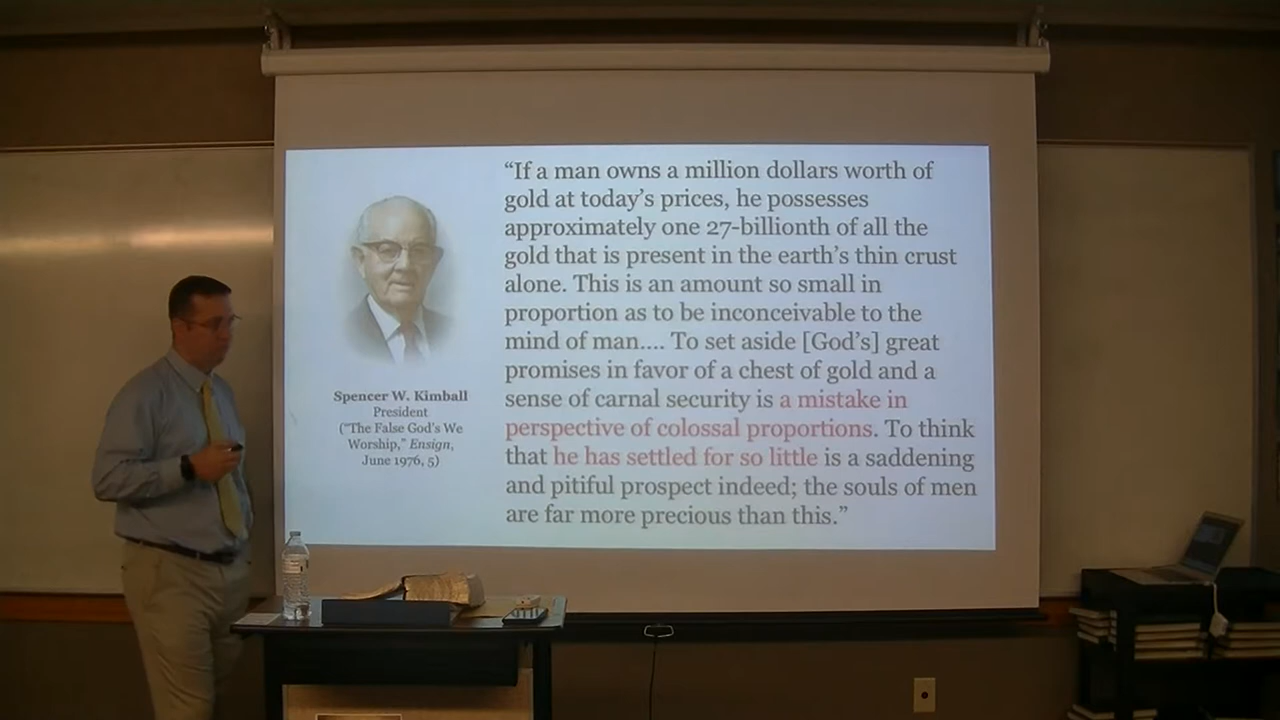 Spencer W. Kimball
President
("The False God's We
Worship," Ensign,
June 1976, 5)
“If a man owns a million dollars worth of
gold at today’s prices, he possesses
approximately one 27-billionth of all the
gold that is present in the earth’s thin crust
alone. This is an amount so small in
proportion as to be inconceivable to the
mind of man.... To set aside [God’s] great
promises in favor of a chest of gold and a
sense of carnal security is a mistake in
perspective of colossal proportions. To think
that he has settled for so little is a saddening
and pitiful prospect indeed; the souls of men
are far more precious than this.”